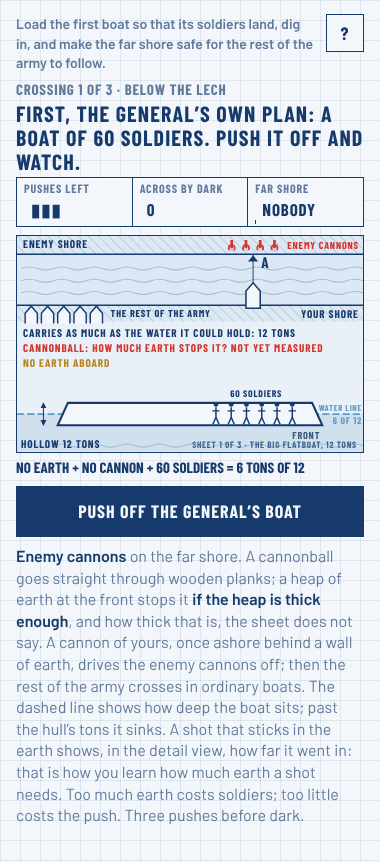 Load the first boat so that its soldiers land, dig
in, and make the far shore safe for the rest of the
army to follow.
?
CROSSING 1 OF 3 · BELOW THE LECH
FIRST, THE GENERAL'S OWN PLAN: A
BOAT OF 60 SOLDIERS. PUSH IT OFF AND
WATCH.
PUSHES LEFT
ACROSS BY DARK
0
FAR SHORE
NOBODY
ENEMY SHORE
ENEMY CANNONS
A
THE REST OF THE ARMY
YOUR SHORE
CARRIES AS MUCH AS THE WATER IT COULD HOLD: 12 TONS
CANNONBALL: HOW MUCH EARTH STOPS IT? NOT YET MEASURED
NO EARTH ABOARD
60 SOLDIERS
WATER LINE
6 OF 12
FRONT
HOLLOW 12 TONS
SHEET 1 OF 3 · THE BIG FLATBOAT, 12 TONS
NO EARTH + NO CANNON + 60 SOLDIERS = 6 TONS OF 12
PUSH OFF THE GENERAL'S BOAT
Enemy cannons on the far shore. A cannonball
goes straight through wooden planks; a heap of
earth at the front stops it if the heap is thick
enough, and how thick that is, the sheet does not
say. A cannon of yours, once ashore behind a wall
of earth, drives the enemy cannons off; then the
rest of the army crosses in ordinary boats. The
dashed line shows how deep the boat sits; past
the hull's tons it sinks. A shot that sticks in the
earth shows, in the detail view, how far it went in:
that is how you learn how much earth a shot
needs. Too much earth costs soldiers; too little
costs the push. Three pushes before dark.